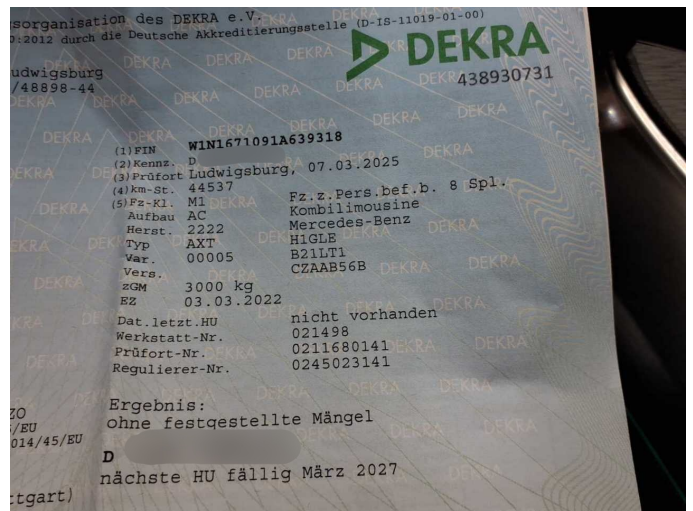 sorganisation des DEKRA e.V.
0:2012 durch die Deutsche Akkreditierungsstelle (D-IS-11019-01-00)
DEKRA
438930731
udwigsburg
/48898-44
(1)FIN W1N1671091A639318
(2)Kennz. D
(3)Prüfort Ludwigsburg, 07.03.2025
(4)km-St. 44537
(5)Fz-Kl. M1 Fz.z.Pers.bef.b. 8 Spl.
Aufbau AC Kombilimousine
Herst. 2222 Mercedes-Benz
Typ AXT H1GLE
Var. 00005 B21LT1
Vers. CZAAB56B
zGM 3000 kg
EZ 03.03.2022
Dat.letzt.HU nicht vorhanden
Werkstatt-Nr. 021498
Prüfort-Nr. 0211680141
Regulierer-Nr. 0245023141
ZO
/EU
014/45/EU
Ergebnis:
ohne festgestellte Mängel
D
nächste HU fällig März 2027
ttgart)